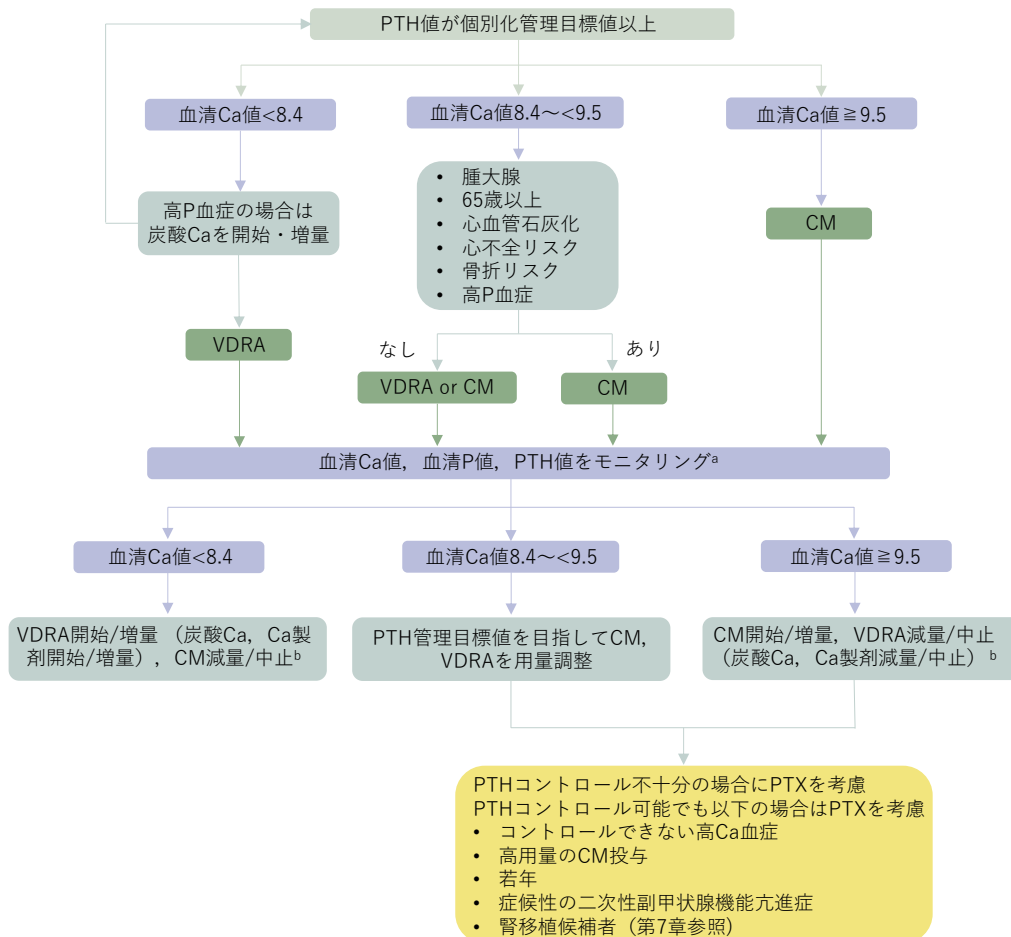 PTH値が個別化管理目標値以上
血清Ca値<8.4
血清Ca値8.4～<9.5
血清Ca値≧9.5
高P血症の場合は
炭酸Caを開始・増量
• 腫大腺
• 65歳以上
• 心血管石灰化
• 心不全リスク
• 骨折リスク
• 高P血症
CM
VDRA
なし
あり
VDRA or CM
CM
血清Ca値，血清P値，PTH値をモニタリングᵃ
血清Ca値<8.4
血清Ca値8.4～<9.5
血清Ca値≧9.5
VDRA開始/増量 （炭酸Ca，Ca製
剤開始/増量），CM減量/中止ᵇ
PTH管理目標値を目指してCM，
VDRAを用量調整
CM開始/増量，VDRA減量/中止
（炭酸Ca，Ca製剤減量/中止）ᵇ
PTHコントロール不十分の場合にPTXを考慮
PTHコントロール可能でも以下の場合はPTXを考慮
• コントロールできない高Ca血症
• 高用量のCM投与
• 若年
• 症候性の二次性副甲状腺機能亢進症
• 腎移植候補者（第7章参照）